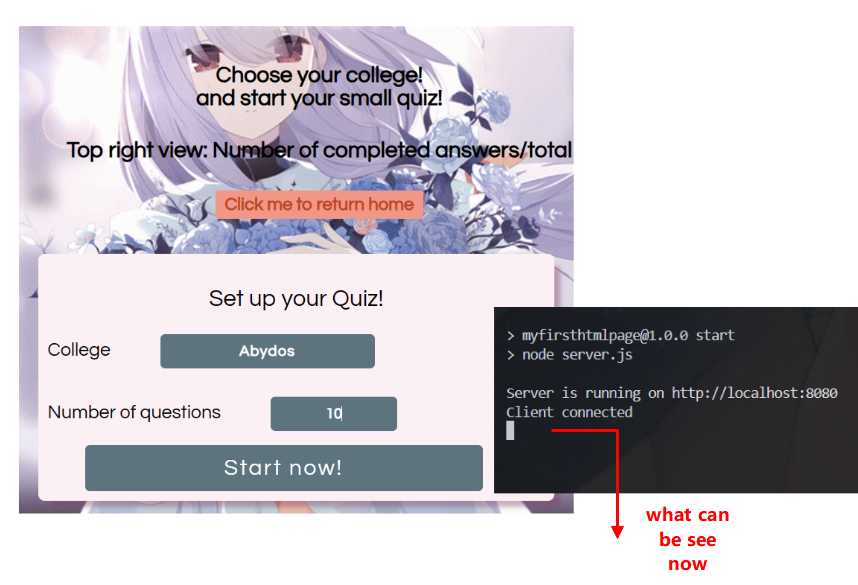 Choose your college!
and start your small quiz!
Top right view: Number of completed answers/total
Click me to return home
Set up your Quiz!
College
Abydos
Number of questions
10
Start now!
> myfirsthtmlpage@1.0.0 start
> node server.js
Server is running on http://localhost:8080
Client connected
what can
be see
now